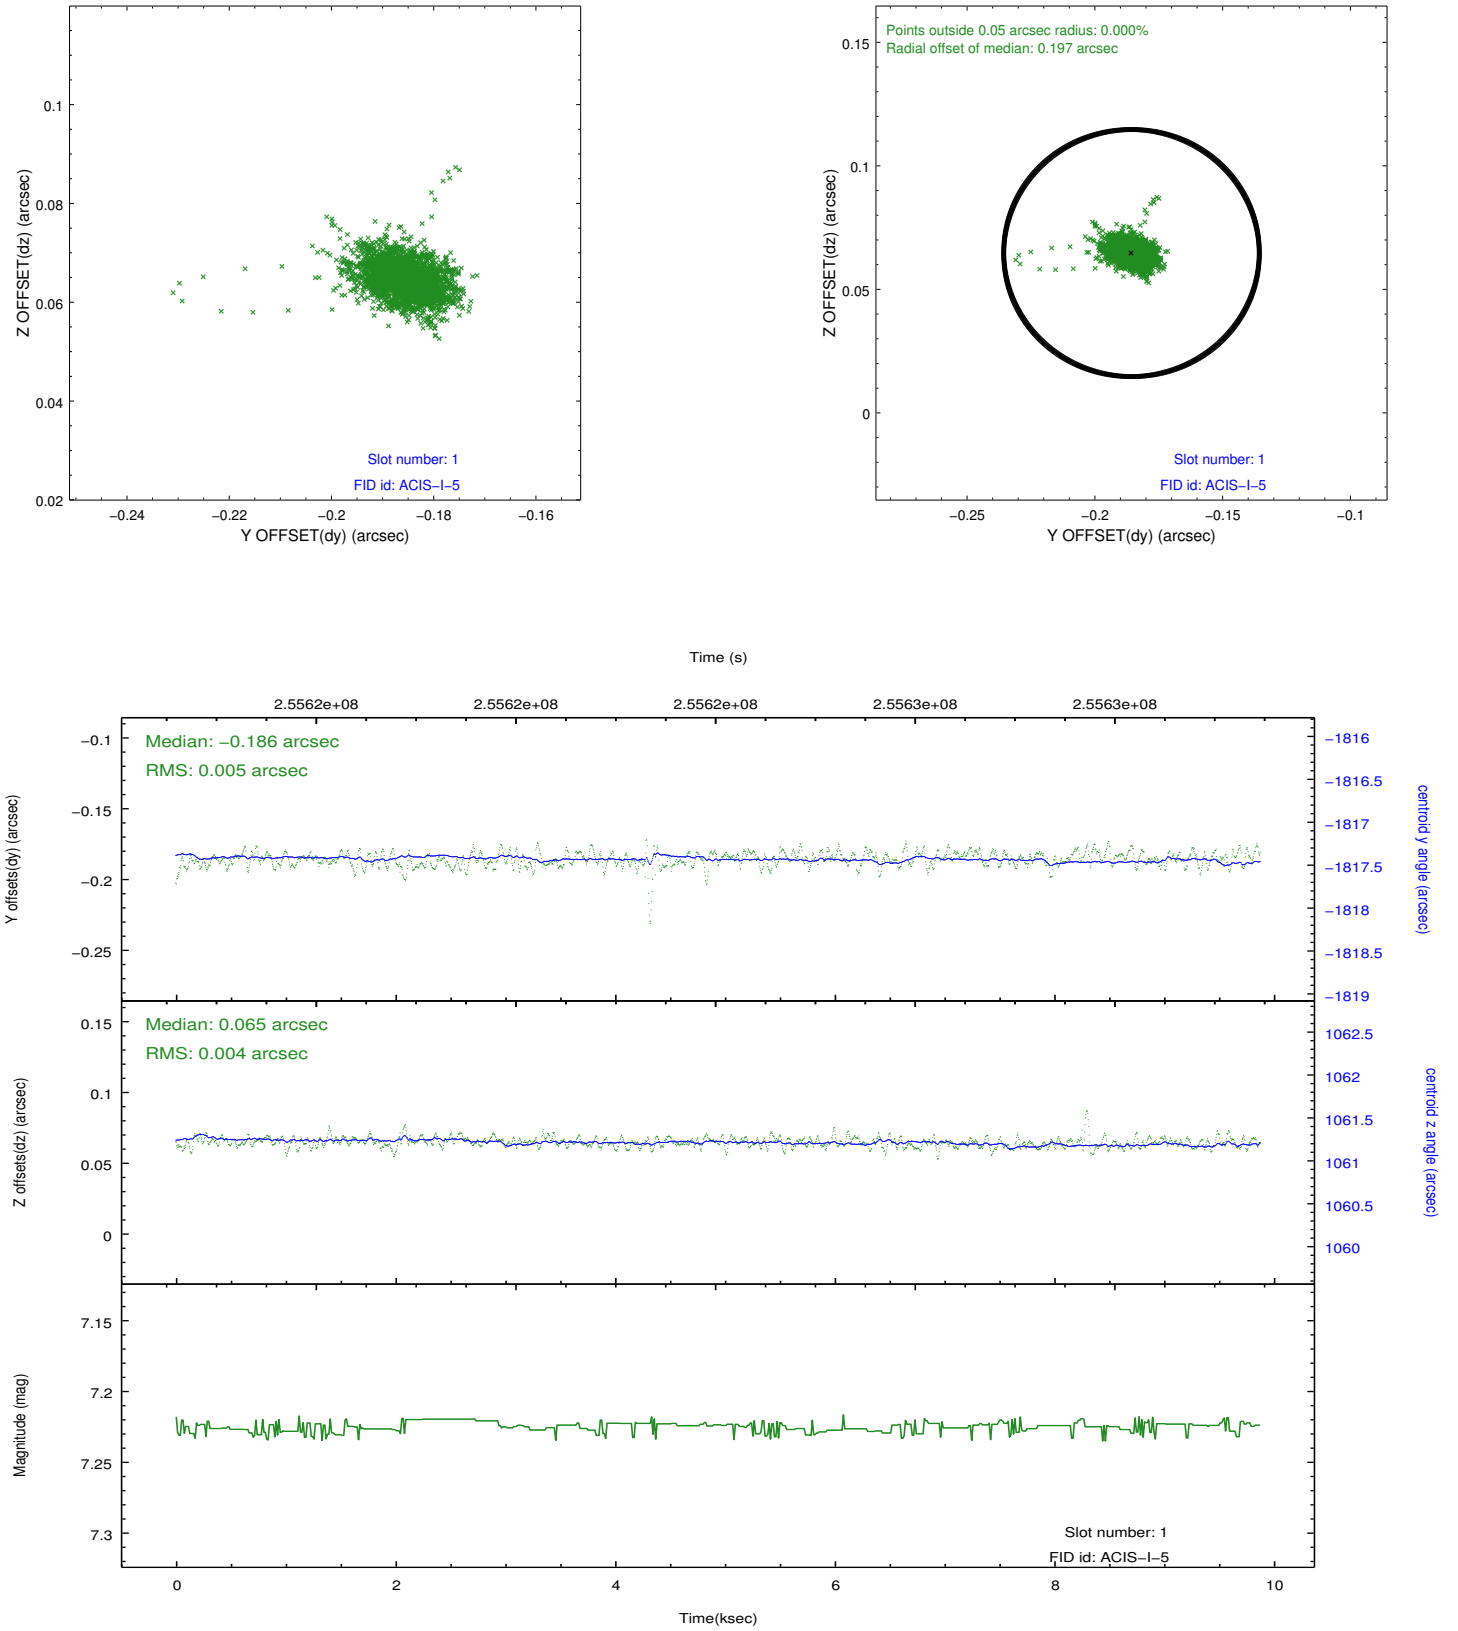 0.1
0.08
0.06
0.04
0.02
Z OFFSET(dz) (arcsec)
−0.24
−0.22
−0.2
−0.18
−0.16
Y OFFSET(dy) (arcsec)
Slot number: 1
FID id: ACIS−I−5
Points outside 0.05 arcsec radius: 0.000%
Radial offset of median: 0.197 arcsec
0.15
0.1
0.05
0
Z OFFSET(dz) (arcsec)
−0.25
−0.2
−0.15
−0.1
Y OFFSET(dy) (arcsec)
Slot number: 1
FID id: ACIS−I−5
Time (s)
2.5562e+08
2.5562e+08
2.5562e+08
2.5563e+08
2.5563e+08
Median: −0.186 arcsec
RMS: 0.005 arcsec
−0.1
−0.15
−0.2
−0.25
Y offsets(dy) (arcsec)
−1816
−1816.5
−1817
−1817.5
−1818
−1818.5
−1819
centroid y angle (arcsec)
Median: 0.065 arcsec
RMS: 0.004 arcsec
0.15
0.1
0.05
0
Z offsets(dz) (arcsec)
1062.5
1062
1061.5
1061
1060.5
1060
centroid z angle (arcsec)
7.15
7.2
7.25
7.3
Magnitude (mag)
Slot number: 1
FID id: ACIS−I−5
0
2
4
6
8
10
Time(ksec)